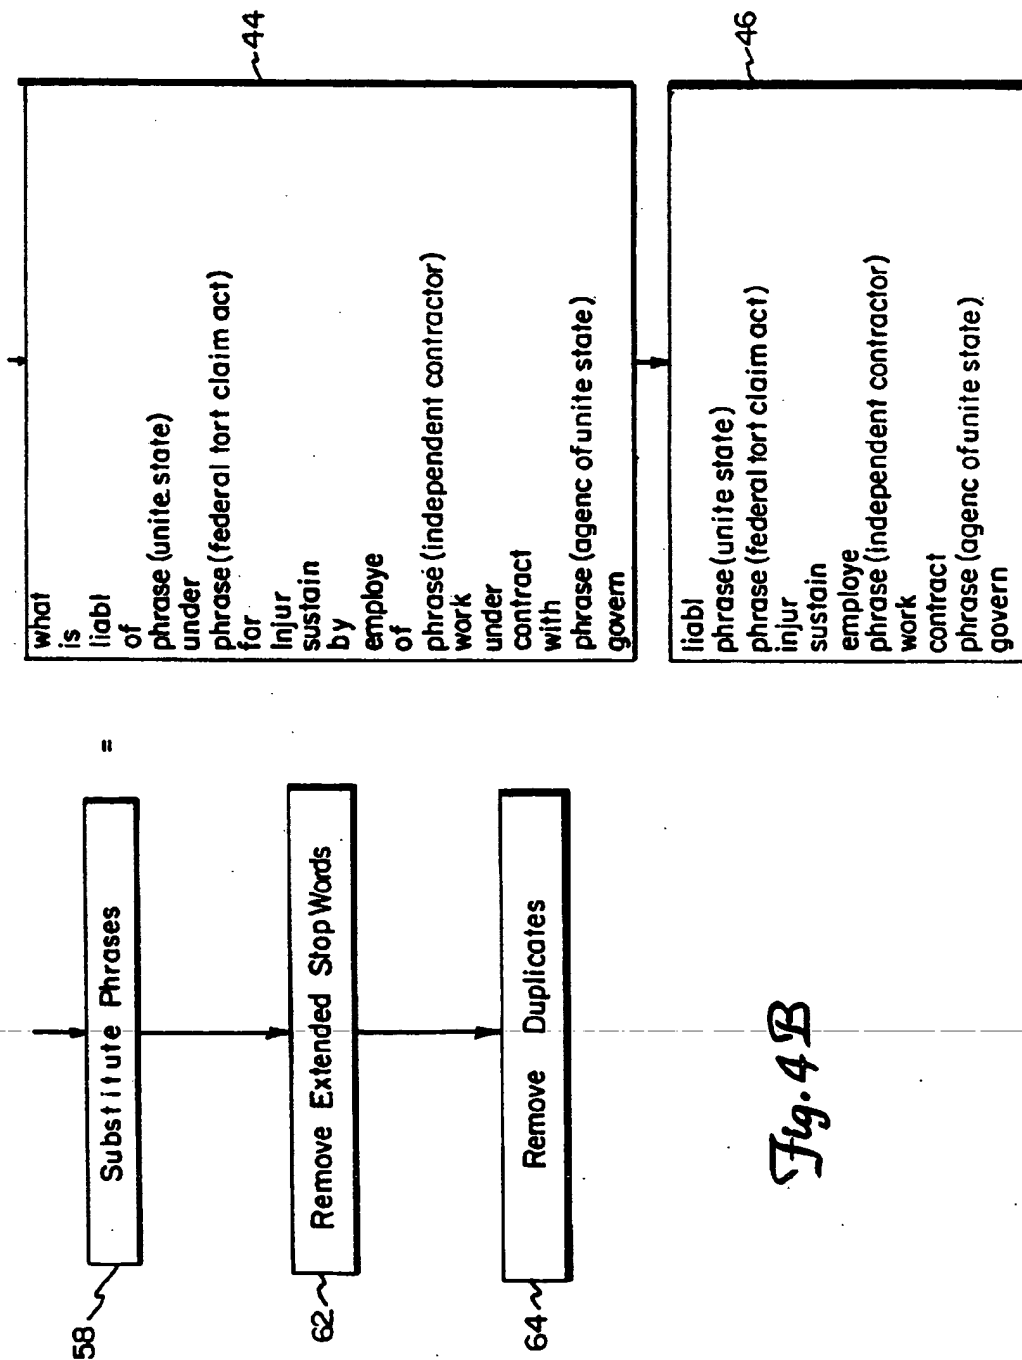 58
Substitute Phrases
=
62
Remove Extended Stop Words
64
Remove Duplicates
what
is
liabl
of
phrase (unite state)
under
phrase (federal tort claim act)
for
Injur
sustain
by
employe
of
phrase (independent contractor)
work
under
contract
with
phrase (agenc of unite state)
govern
44
liabl
phrase (unite state)
phrase (federal tort claim act)
injur
sustain
employe
phrase (independent contractor)
work
contract
phrase (agenc of unite state)
govern
46
Fig. 4B